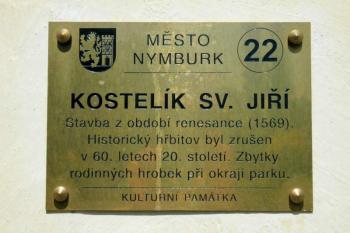 MĚSTO
NYMBURK
22
KOSTELÍK SV. JIŘÍ
Stavba z období renesance (1569).
Historický hřbitov byl zrušen
v 60. letech 20. století. Zbytky
rodinných hrobek při okraji parku.
KULTURNÍ PAMÁTKA